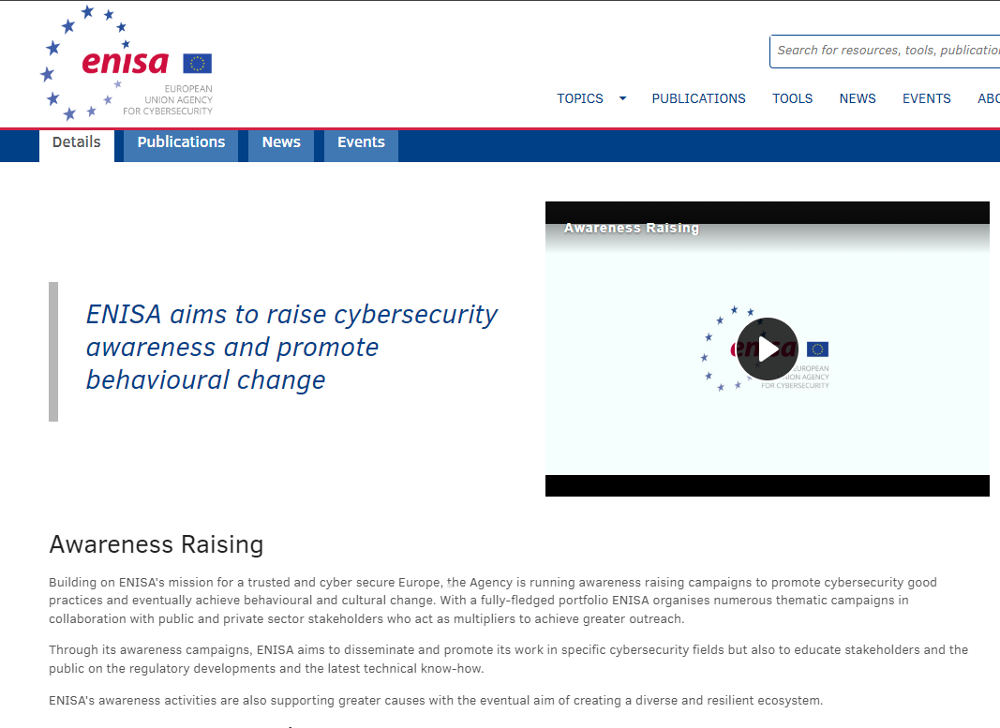 enisa
EUROPEAN
UNION AGENCY
FOR CYBERSECURITY
Search for resources, tools,
TOPICS PUBLICATIONS TOOLS NEWS EVENTS
Details Publications News Events
Awareness Raising
enisa
EUROPEAN
UNION AGENCY
FOR CYBERSECURITY
ENISA aims to raise cybersecurity
awareness and promote
behavioural change
Awareness Raising
Building on ENISA's mission for a trusted and cyber secure Europe, the Agency is running awareness raising campaigns to promote cybersecurity good
practices and eventually achieve behavioural and cultural change. With a fully-fledged portfolio ENISA organises numerous thematic campaigns in
collaboration with public and private sector stakeholders who act as multipliers to achieve greater outreach.
Through its awareness campaigns, ENISA aims to disseminate and promote its work in specific cybersecurity fields but also to educate stakeholders and the
public on the regulatory developments and the latest technical know-how.
ENISA's awareness activities are also supporting greater causes with the eventual aim of creating a diverse and resilient ecosystem.